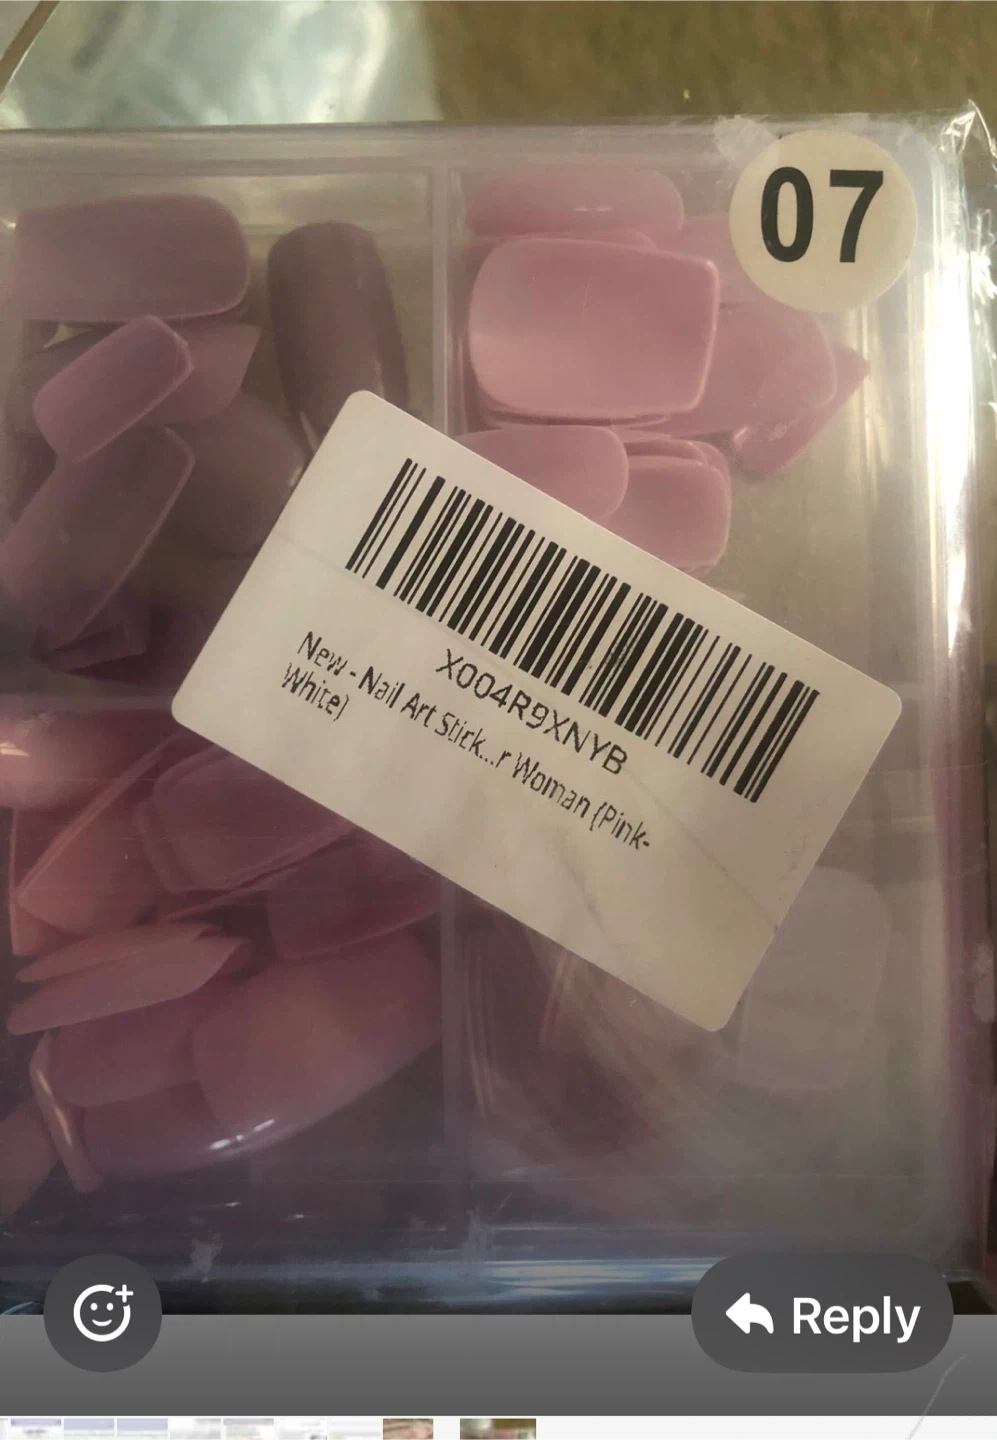 07
X004R9XNYB
New - Nail Art Stick...r Woman (Pink-
White)
Reply